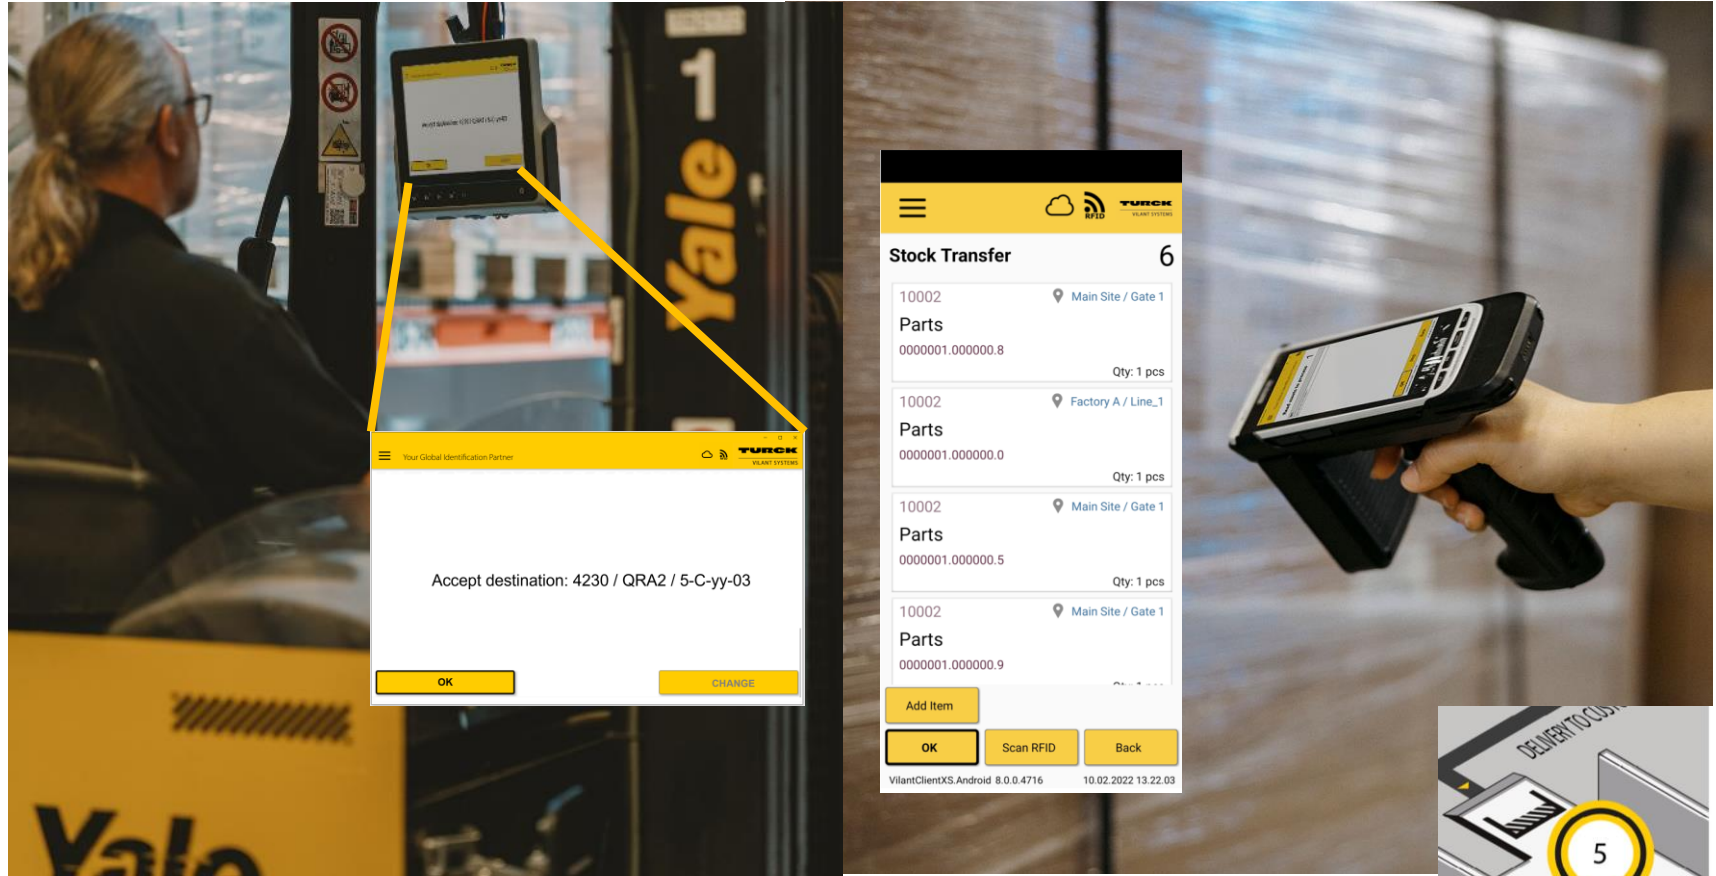 Yale 1
Your Global Identification Partner
TURCK
VILANT SYSTEMS
Accept destination: 4230 / QRA2 / 5-C-yy-03
OK
CHANGE
Yale
RFID
TURCK
VILANT SYSTEMS
Stock Transfer
6
10002
Main Site / Gate 1
Parts
0000001.000000.8
Qty: 1 pcs
10002
Factory A / Line_1
Parts
0000001.000000.0
Qty: 1 pcs
10002
Main Site / Gate 1
Parts
0000001.000000.5
Qty: 1 pcs
10002
Main Site / Gate 1
Parts
0000001.000000.9
Add Item
OK
Scan RFID
Back
VilantClientXS.Android 8.0.0.4716
10.02.2022 13.22.03
DELIVERY TO
5